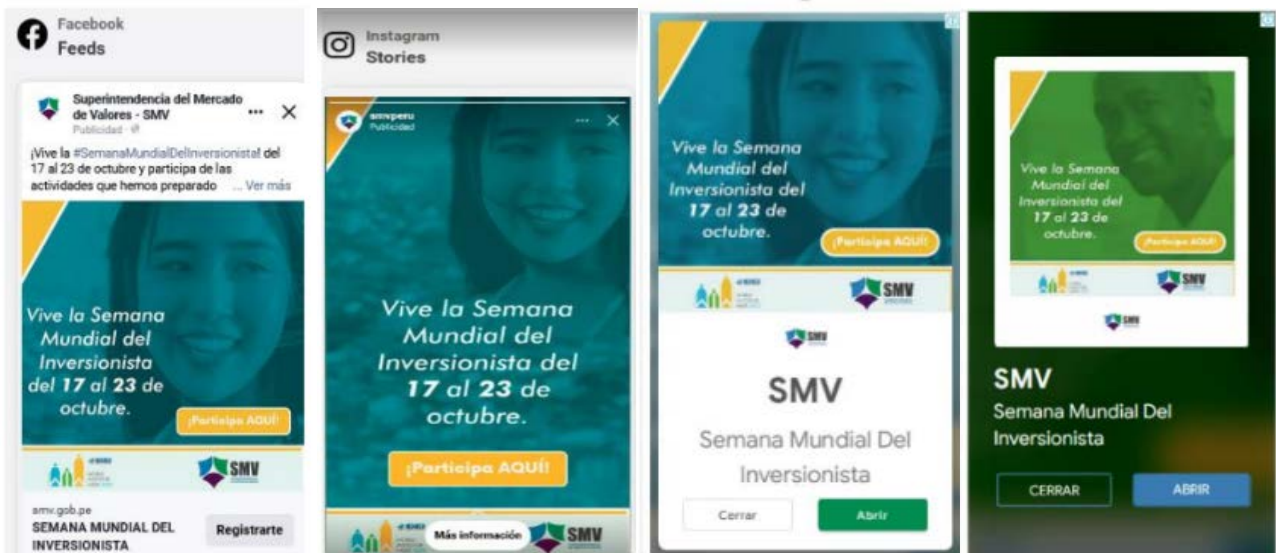 Facebook
Feeds
Superintendencia del Mercado
de Valores - SMV
Publicidad
¡Vive la #SemanaMundialDelInversionista! del
17 al 23 de octubre y participa de las
actividades que hemos preparado ... Ver más
Vive la Semana
Mundial del
Inversionista
del 17 al 23 de
octubre.
¡Participa AQUÍ!
SMV
smv.gob.pe
SEMANA MUNDIAL DEL
INVERSIONISTA
Registrarte
Instagram
Stories
smvperu
Publicidad
Vive la Semana
Mundial del
Inversionista del
17 al 23 de
octubre.
¡Participa AQUÍ!
Más información
SMV
Vive la Semana
Mundial del
Inversionista del
17 al 23 de
octubre.
¡Participa AQUÍ!
SMV
SMV
SMV
Semana Mundial Del
Inversionista
Cerrar
Abrir
Vive la Semana
Mundial del
Inversionista del
17 al 23 de
octubre.
¡Participa AQUÍ!
SMV
SMV
SMV
Semana Mundial Del
Inversionista
CERRAR
ABRIR